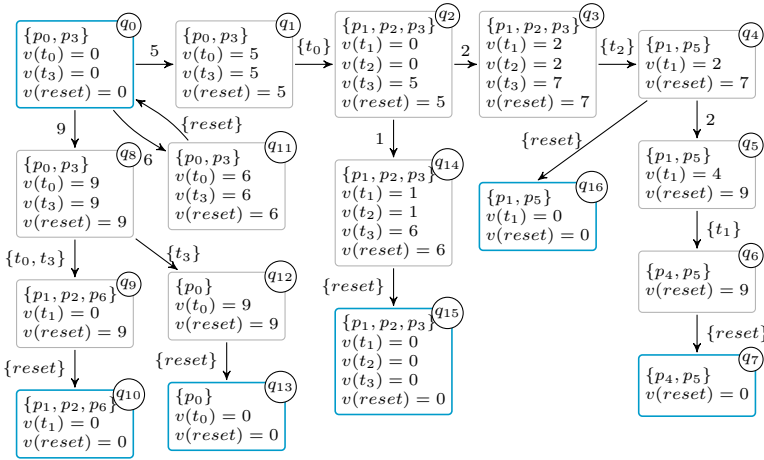 q0
{p0, p3}
v(t0) = 0
v(t3) = 0
v(reset) = 0
5
q1
{p0, p3}
v(t0) = 5
v(t3) = 5
v(reset) = 5
{t0}
q2
{p1, p2, p3}
v(t1) = 0
v(t2) = 0
v(t3) = 5
v(reset) = 5
2
q3
{p1, p2, p3}
v(t1) = 2
v(t2) = 2
v(t3) = 7
v(reset) = 7
{t2}
q4
{p1, p5}
v(t1) = 2
v(reset) = 7
9
6
{reset}
1
{reset}
2
q8
{p0, p3}
v(t0) = 9
v(t3) = 9
v(reset) = 9
q11
{p0, p3}
v(t0) = 6
v(t3) = 6
v(reset) = 6
q14
{p1, p2, p3}
v(t1) = 1
v(t2) = 1
v(t3) = 6
v(reset) = 6
q16
{p1, p5}
v(t1) = 0
v(reset) = 0
q5
{p1, p5}
v(t1) = 4
v(reset) = 9
{t0, t3}
{t3}
{t1}
q9
{p1, p2, p6}
v(t1) = 0
v(reset) = 9
q12
{p0}
v(t0) = 9
v(reset) = 9
{reset}
q6
{p4, p5}
v(reset) = 9
{reset}
{reset}
{reset}
q10
{p1, p2, p6}
v(t1) = 0
v(reset) = 0
q13
{p0}
v(t0) = 0
v(reset) = 0
q15
{p1, p2, p3}
v(t1) = 0
v(t2) = 0
v(t3) = 0
v(reset) = 0
q7
{p4, p5}
v(reset) = 0